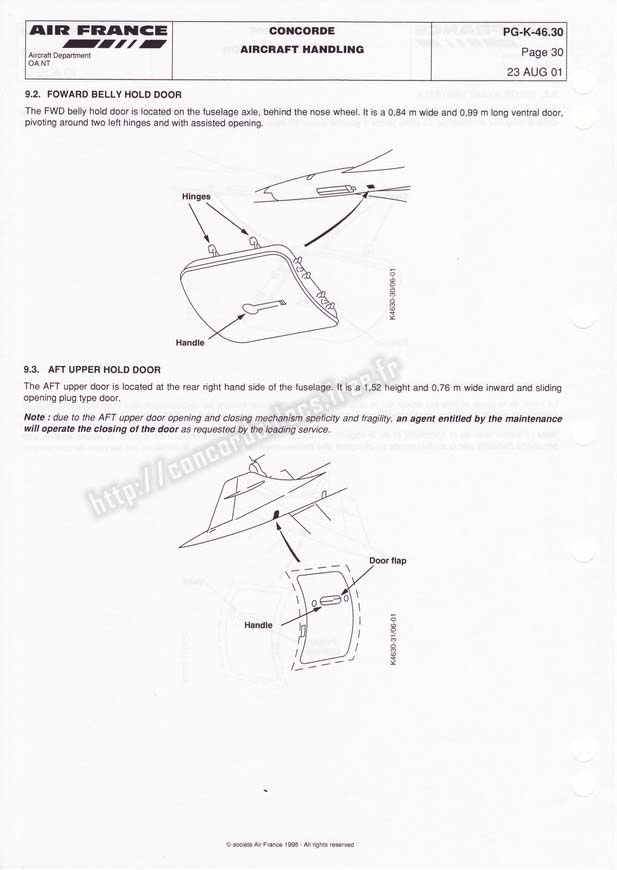 AIR FRANCE
Aircraft Department
OA.NT
CONCORDE
AIRCRAFT HANDLING
PG-K-46.30
Page 30
23 AUG 01
9.2. FOWARD BELLY HOLD DOOR
The FWD belly hold door is located on the fuselage axle, behind the nose wheel. It is a 0,84 m wide and 0,99 m long ventral door,
pivoting around two left hinges and with assisted opening.
Hinges
Handle
K4630-30/06-01
9.3. AFT UPPER HOLD DOOR
The AFT upper door is located at the rear right hand side of the fuselage. It is a 1,52 height and 0,76 m wide inward and sliding
opening plug type door.
Note : due to the AFT upper door opening and closing mechanism speficity and fragility, an agent entitled by the maintenance
will operate the closing of the door as requested by the loading service.
Door flap
Handle
K4630-31/06-01
© société Air France 1998 - All rights reserved